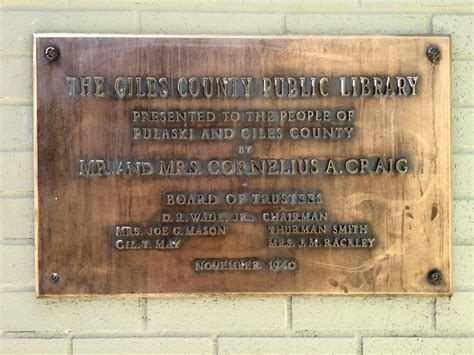 THE GILES COUNTY PUBLIC LIBRARY
PRESENTED TO THE PEOPLE OF
PULASKI AND GILES COUNTY
BY
MR. AND MRS. CORNELIUS A. CRAIG
BOARD OF TRUSTEES
D. R. WADE, JR. CHAIRMAN
MRS. JOE G. MASON THURMAN SMITH
GIL. T. MAY MRS. J. M. RACKLEY
NOVEMBER 1940